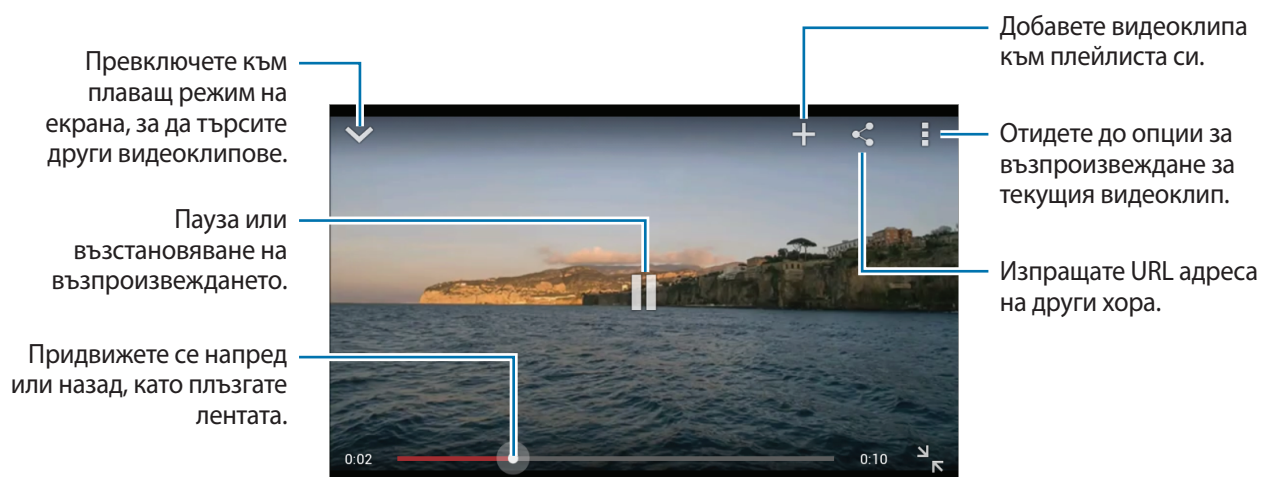 Превключете към
плаващ режим на
екрана, за да търсите
други видеоклипове.
Пауза или
възстановяване на
възпроизвеждането.
Придвижете се напред
или назад, като плъзгате
лентата.
Добавете видеоклипа
към плейлиста си.
Отидете до опции за
възпроизвеждане за
текущия видеоклип.
Изпращате URL адреса
на други хора.
0:02
0:10